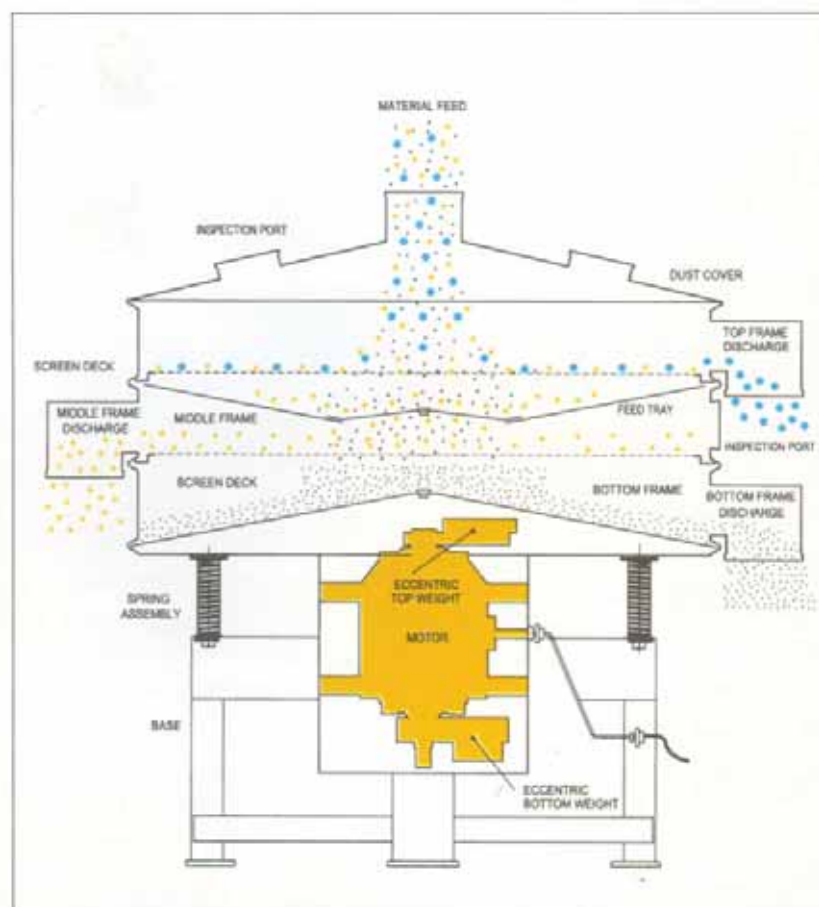 MATERIAL FEED
INSPECTION PORT
DUST COVER
TOP FRAME
DISCHARGE
SCREEN DECK
MIDDLE FRAME
DISCHARGE
MIDDLE FRAME
FEED TRAY
INSPECTION PORT
SCREEN DECK
BOTTOM FRAME
BOTTOM FRAME
DISCHARGE
ECCENTRIC
TOP WEIGHT
SPRING
ASSEMBLY
MOTOR
BASE
ECCENTRIC
BOTTOM WEIGHT